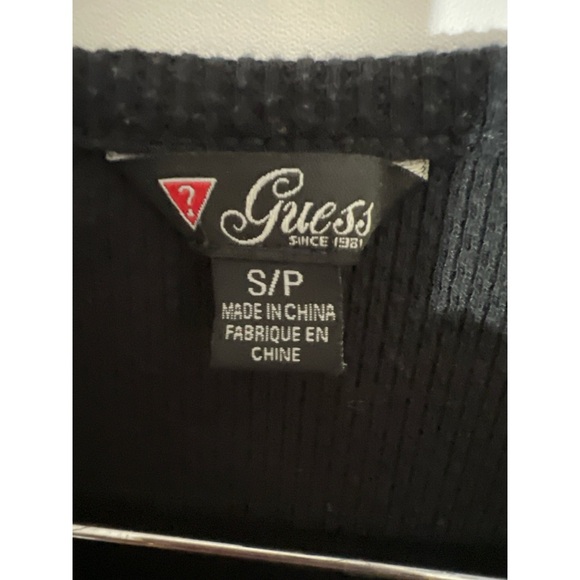 ?
Guess
SINCE 1981
S/P
MADE IN CHINA
FABRIQUE EN
CHINE